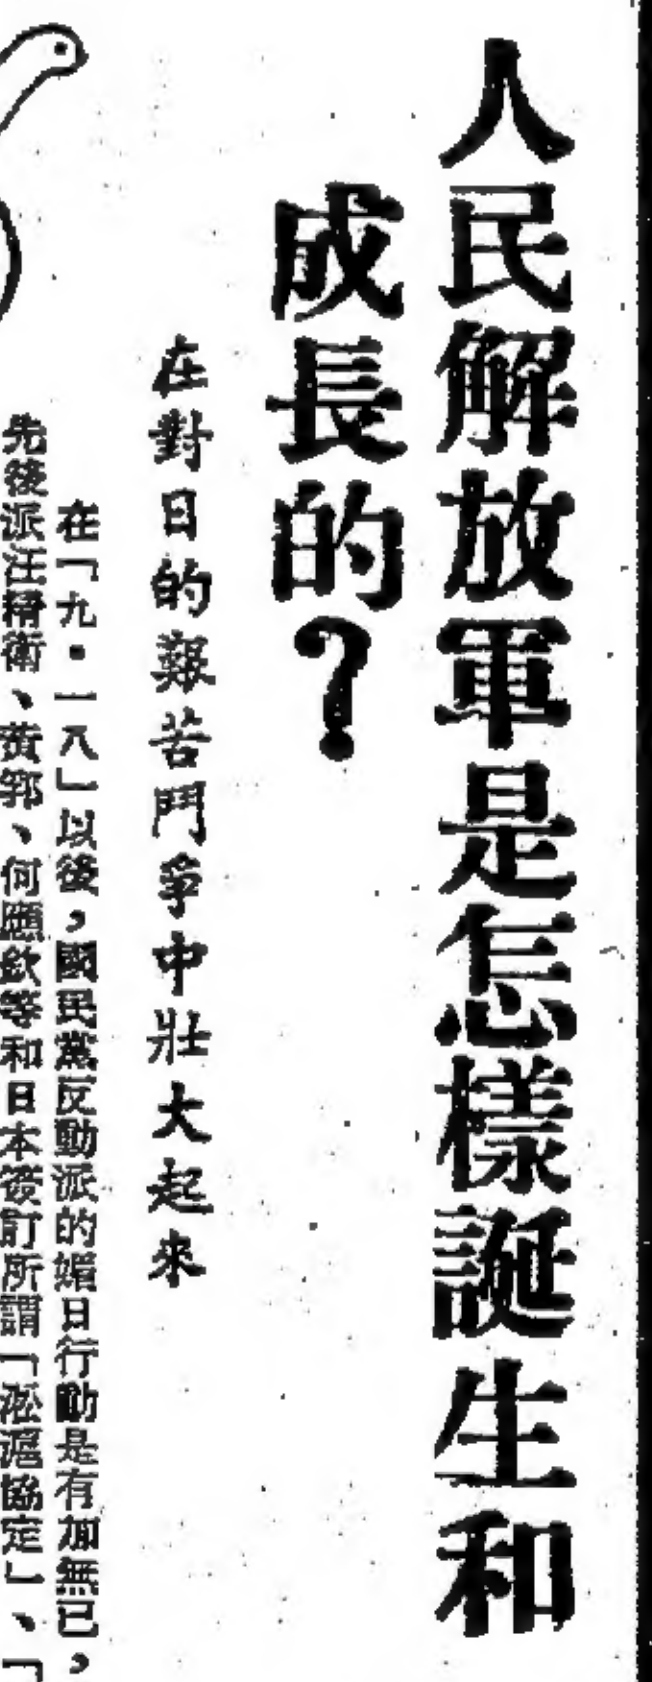 人民解放軍是怎樣誕生和
成長的？
在對日的艱苦鬥爭中壯大起來
在「九·一八」以後，國民黨反動派的媚日行動是有加無已，
先後派汪精衛、黃郛、何應欽等和日本簽訂所謂「淞滬協定」、「